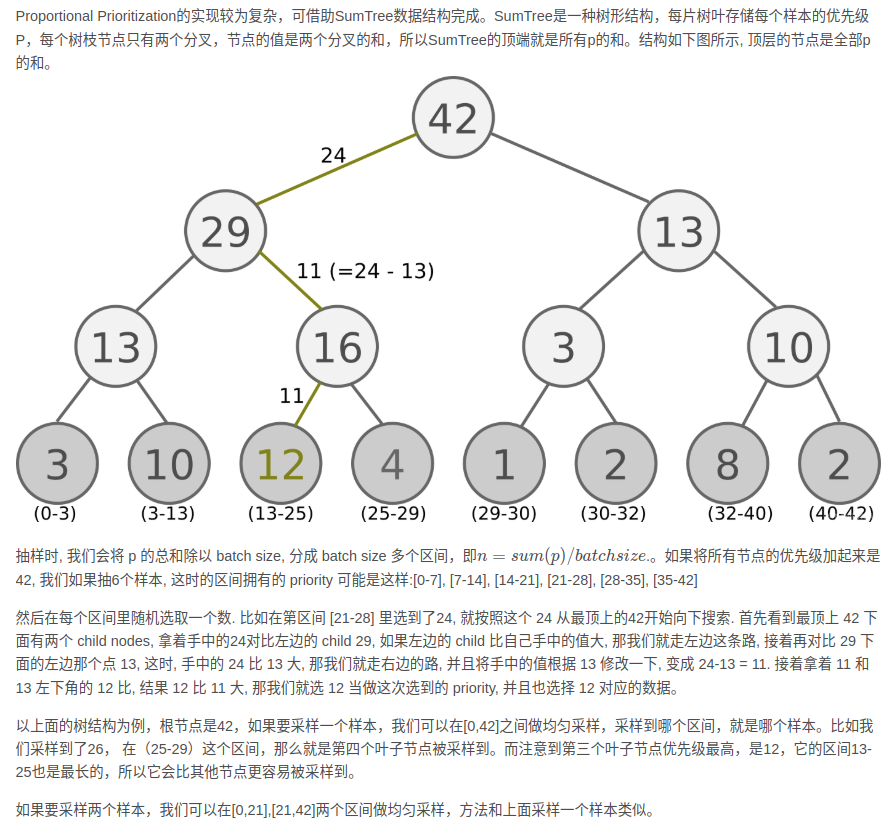 Proportional Prioritization的实现较为复杂，可借助SumTree数据结构完成。SumTree是一种树形结构，每片树叶存储每个样本的优先级
P，每个树枝节点只有两个分叉，节点的值是两个分叉的和，所以SumTree的顶端就是所有p的和。结构如下图所示, 顶层的节点是全部p
的和。
42
24
29
13
11 (=24 - 13)
13
16
3
10
11
3
10
12
4
1
2
8
2
(0-3)
(3-13)
(13-25)
(25-29)
(29-30)
(30-32)
(32-40)
(40-42)
抽样时, 我们会将 p 的总和除以 batch size, 分成 batch size 多个区间，即n = sum(p)/batchsize.。如果将所有节点的优先级加起来是
42, 我们如果抽6个样本, 这时的区间拥有的 priority 可能是这样:[0-7], [7-14], [14-21], [21-28], [28-35], [35-42]
然后在每个区间里随机选取一个数. 比如在第区间 [21-28] 里选到了24, 就按照这个 24 从最顶上的42开始向下搜索. 首先看到最顶上 42 下
面有两个 child nodes, 拿着手中的24对比左边的 child 29, 如果左边的 child 比自己手中的值大, 那我们就走左边这条路, 接着再对比 29 下
面的左边那个点 13, 这时, 手中的 24 比 13 大, 那我们就走右边的路, 并且将手中的值根据 13 修改一下, 变成 24-13 = 11. 接着拿着 11 和
13 左下角的 12 比, 结果 12 比 11 大, 那我们就选 12 当做这次选到的 priority, 并且也选择 12 对应的数据。
以上面的树结构为例，根节点是42，如果要采样一个样本，我们可以在[0,42]之间做均匀采样，采样到哪个区间，就是哪个样本。比如我
们采样到了26， 在（25-29）这个区间，那么就是第四个叶子节点被采样到。而注意到第三个叶子节点优先级最高，是12，它的区间13-
25也是最长的，所以它会比其他节点更容易被采样到。
如果要采样两个样本，我们可以在[0,21],[21,42]两个区间做均匀采样，方法和上面采样一个样本类似。